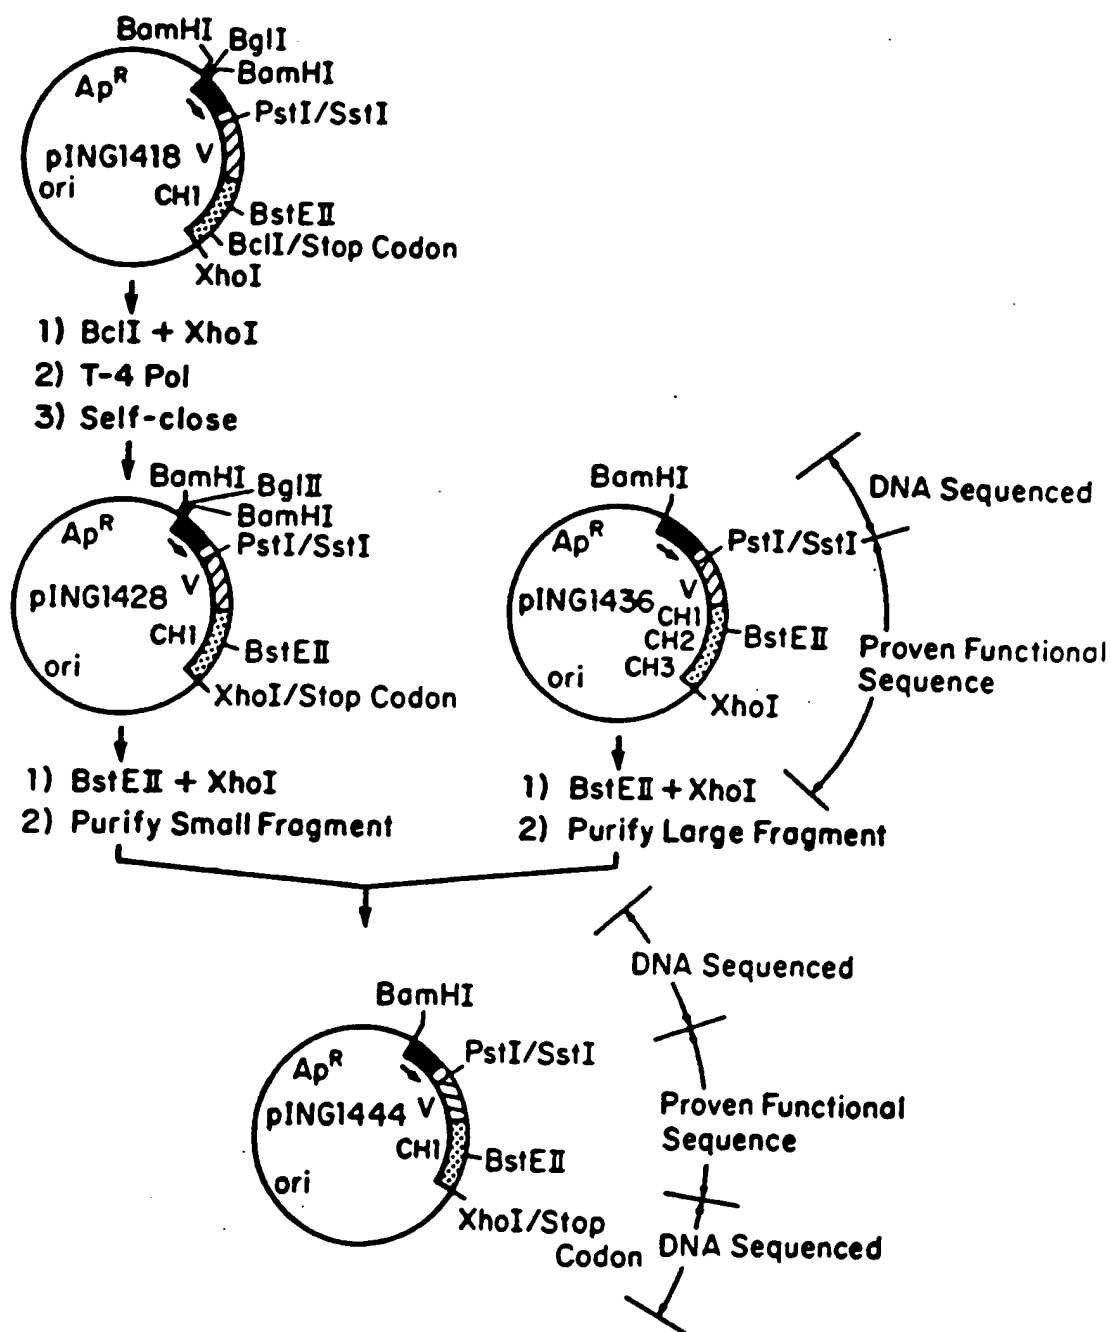 BamHI
BglI
BamHI
Ap^R
PstI/SstI
pING1418
V
ori
CH1
BstEII
BclI/Stop Codon
XhoI
1) BclI + XhoI
2) T-4 Pol
3) Self-close
BamHI
BglII
BamHI
Ap^R
PstI/SstI
pING1428
V
CH1
ori
BstEII
XhoI/Stop Codon
1) BstEII + XhoI
2) Purify Small Fragment
BamHI
Ap^R
PstI/SstI
pING1436
V
CH1
CH2
CH3
BstEII
ori
XhoI
DNA Sequenced
Proven Functional
Sequence
1) BstEII + XhoI
2) Purify Large Fragment
BamHI
Ap^R
PstI/SstI
pING1444
V
CH1
BstEII
ori
XhoI/Stop
Codon
DNA Sequenced
Proven Functional
Sequence
DNA Sequenced